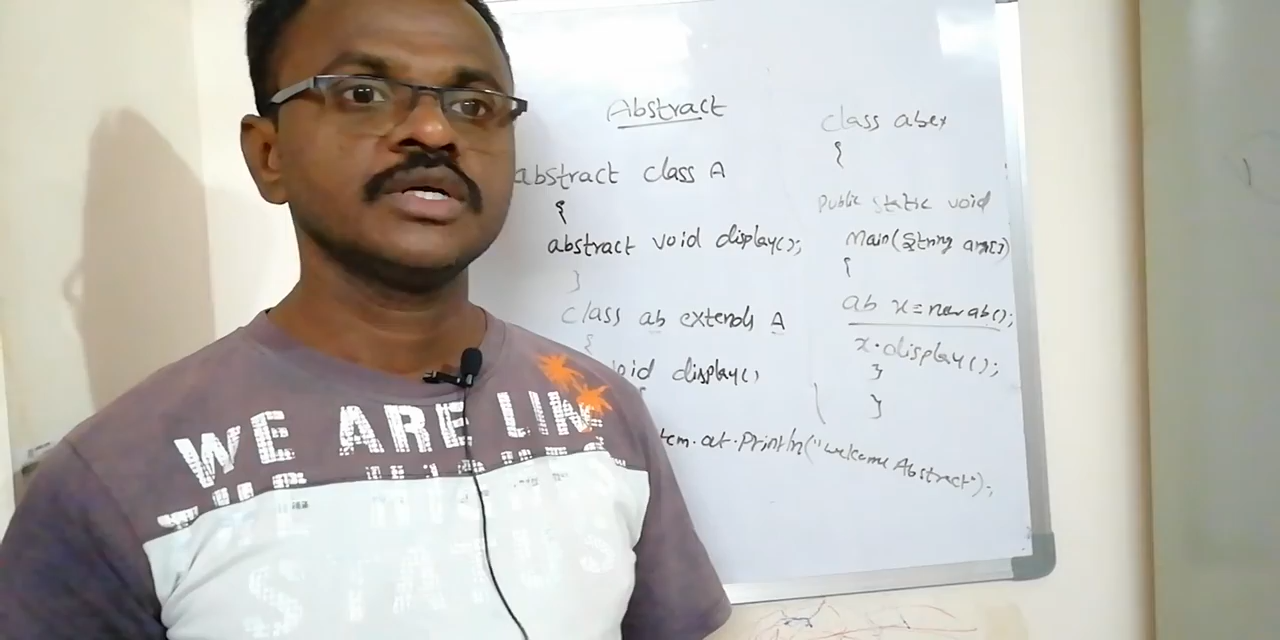 Abstract
abstract class A
{
abstract void display();
}
class ab extends A
{
void display()
tem.out.println("welcome Abstract");
class abex
{
Public static void
Main(String args[])
{
ab x = new ab();
x.display();
}
}
WE ARE LIN